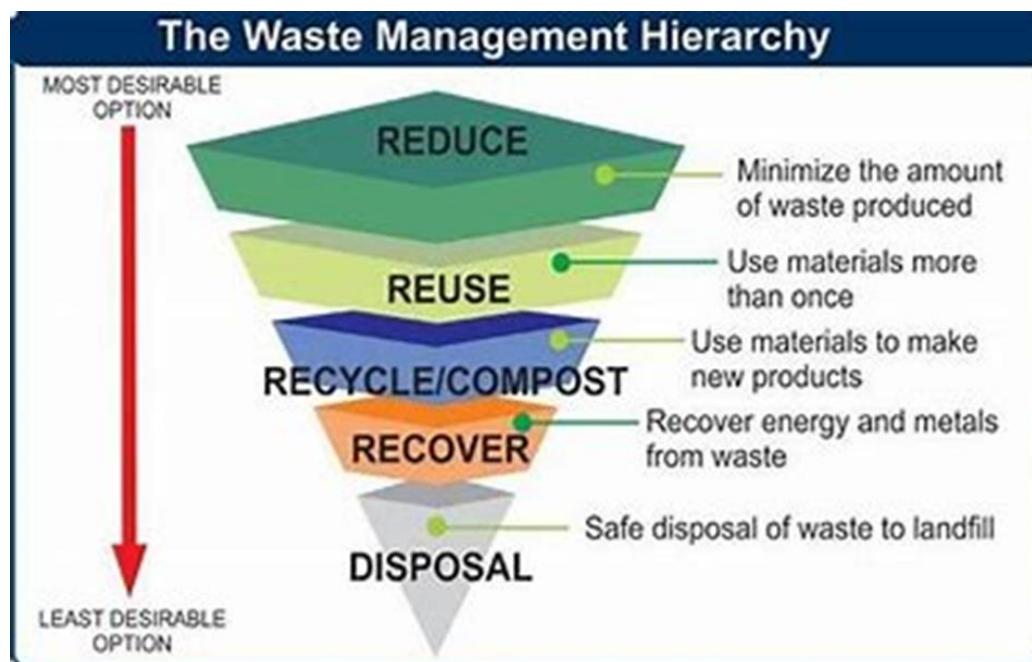 The Waste Management Hierarchy
MOST DESIRABLE
OPTION
REDUCE
Minimize the amount
of waste produced
REUSE
Use materials more
than once
RECYCLE/COMPOST
Use materials to make
new products
RECOVER
Recover energy and metals
from waste
DISPOSAL
Safe disposal of waste to landfill
LEAST DESIRABLE
OPTION